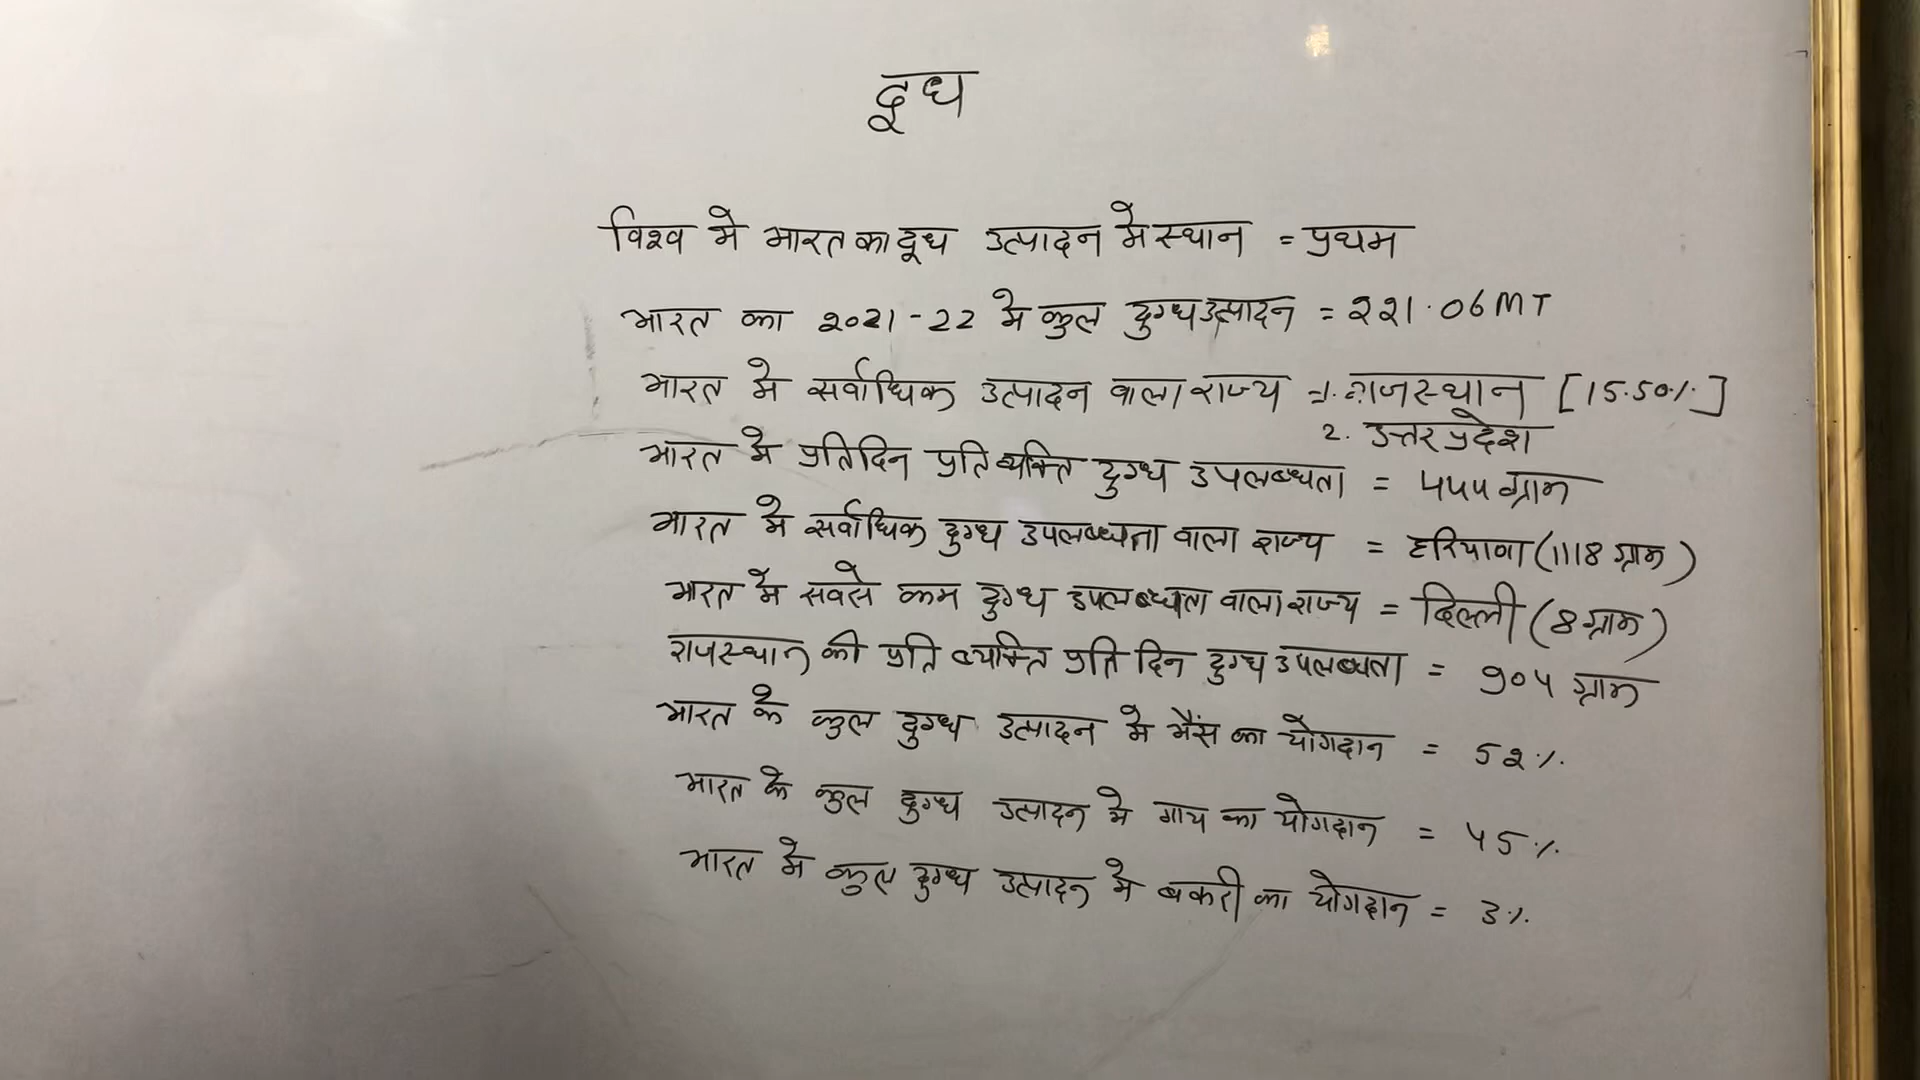 दूध
विश्व मे भारत का दूध उत्पादन मे स्थान = प्रथम
भारत का 2021-22 मे कुल दुग्ध उत्पादन = 221.06 MT
भारत मे सर्वाधिक उत्पादन वाला राज्य = 1. राजस्थान [15.50%]
2. उत्तर प्रदेश
भारत मे प्रतिदिन प्रति व्यक्ति दुग्ध उपलब्धता = 444 ग्राम
भारत मे सर्वाधिक दुग्ध उपलब्धता वाला राज्य = हरियाणा (1118 ग्राम)
भारत मे सबसे कम दुग्ध उपलब्धता वाला राज्य = दिल्ली (8 ग्राम)
राजस्थान की प्रति व्यक्ति प्रति दिन दुग्ध उपलब्धता = 904 ग्राम
भारत के कुल दुग्ध उत्पादन मे भैंस का योगदान = 52%
भारत के कुल दुग्ध उत्पादन मे गाय का योगदान = 45%
भारत मे कुल दुग्ध उत्पादन मे बकरी का योगदान = 3%